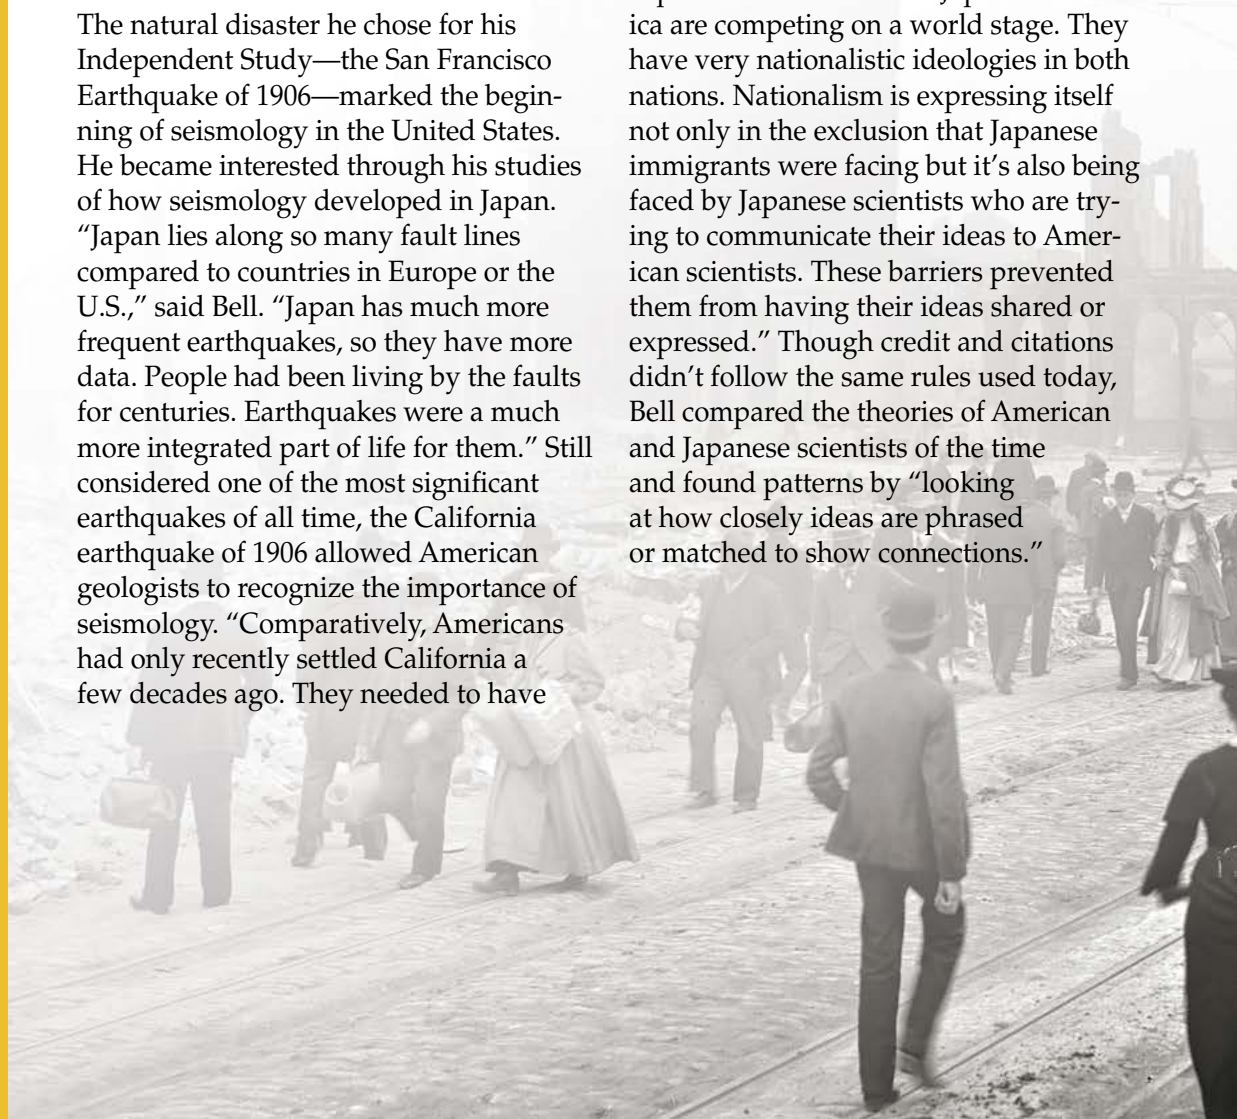 The natural disaster he chose for his
Independent Study—the San Francisco
Earthquake of 1906—marked the begin-
ning of seismology in the United States.
He became interested through his studies
of how seismology developed in Japan.
“Japan lies along so many fault lines
compared to countries in Europe or the
U.S.,” said Bell. “Japan has much more
frequent earthquakes, so they have more
data. People had been living by the faults
for centuries. Earthquakes were a much
more integrated part of life for them.” Still
considered one of the most significant
earthquakes of all time, the California
earthquake of 1906 allowed American
geologists to recognize the importance of
seismology. “Comparatively, Americans
had only recently settled California a
few decades ago. They needed to have
ica are competing on a world stage. They
have very nationalistic ideologies in both
nations. Nationalism is expressing itself
not only in the exclusion that Japanese
immigrants were facing but it’s also being
faced by Japanese scientists who are try-
ing to communicate their ideas to Amer-
ican scientists. These barriers prevented
them from having their ideas shared or
expressed.” Though credit and citations
didn’t follow the same rules used today,
Bell compared the theories of American
and Japanese scientists of the time
and found patterns by “looking
at how closely ideas are phrased
or matched to show connections.”